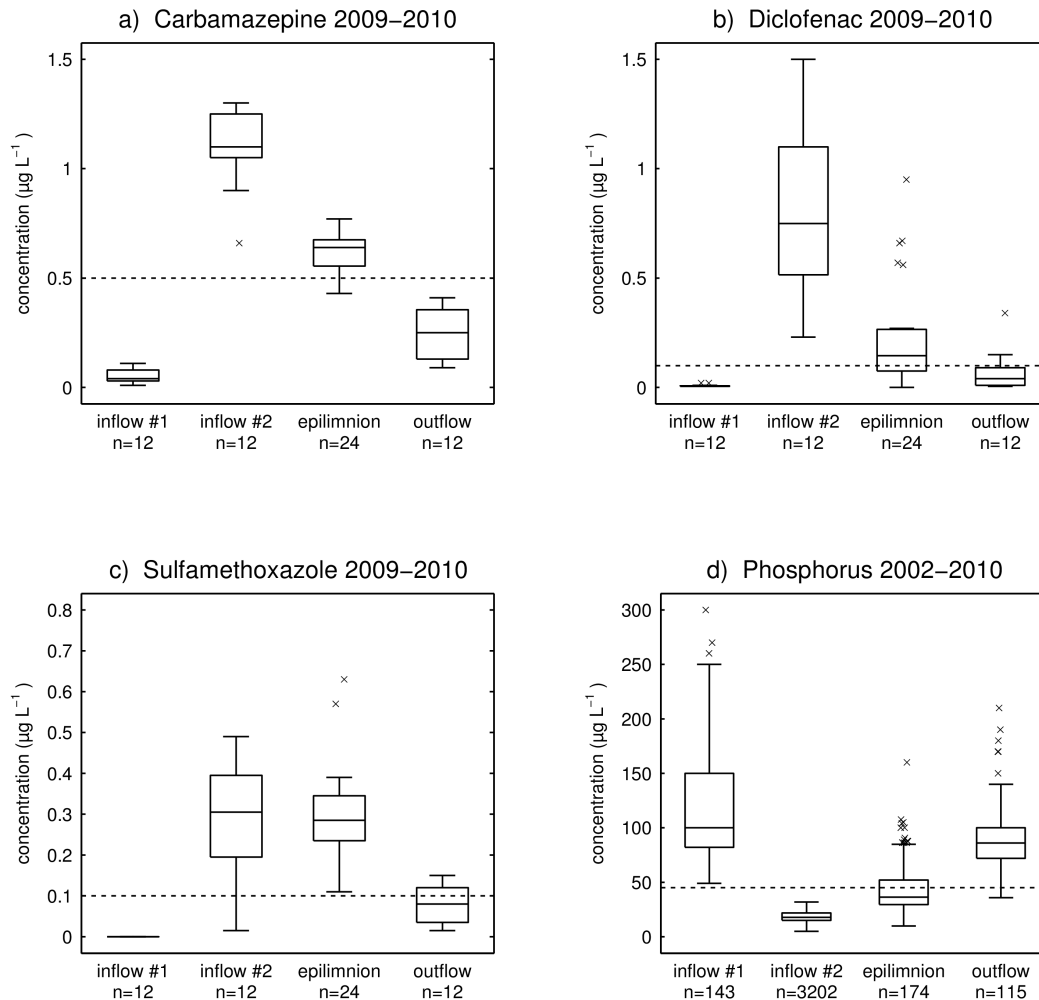 a) Carbamazepine 2009−2010
concentration (µg L−1 )
1.5
1
0.5
0
inflow #1
n=12
inflow #2
n=12
epilimnion
n=24
outflow
n=12
b) Diclofenac 2009−2010
concentration (µg L−1 )
1.5
1
0.5
0
inflow #1
n=12
inflow #2
n=12
epilimnion
n=24
outflow
n=12
c) Sulfamethoxazole 2009−2010
concentration (µg L−1 )
0.8
0.7
0.6
0.5
0.4
0.3
0.2
0.1
0
inflow #1
n=12
inflow #2
n=12
epilimnion
n=24
outflow
n=12
d) Phosphorus 2002−2010
concentration (µg L−1 )
300
250
200
150
100
50
0
inflow #1
n=143
inflow #2
n=3202
epilimnion
n=174
outflow
n=115